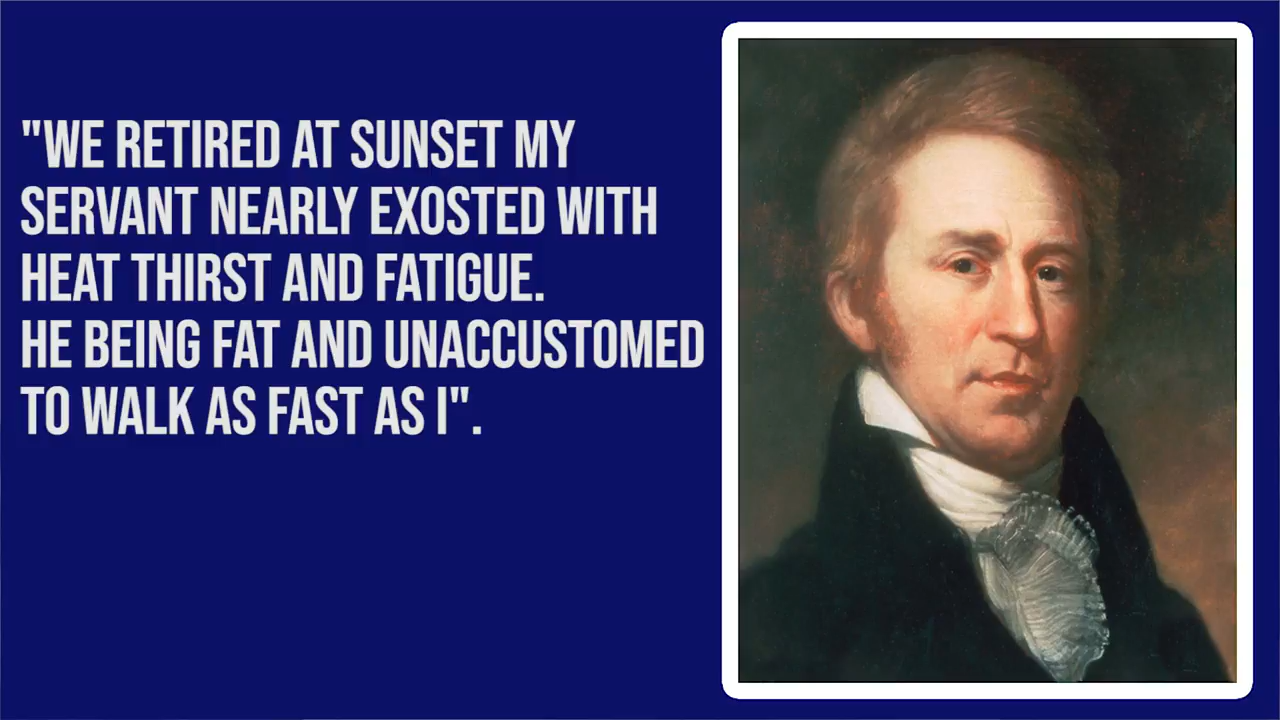 "WE RETIRED AT SUNSET MY
SERVANT NEARLY EXOSTED WITH
HEAT THIRST AND FATIGUE.
HE BEING FAT AND UNACCUSTOMED
TO WALK AS FAST AS I".